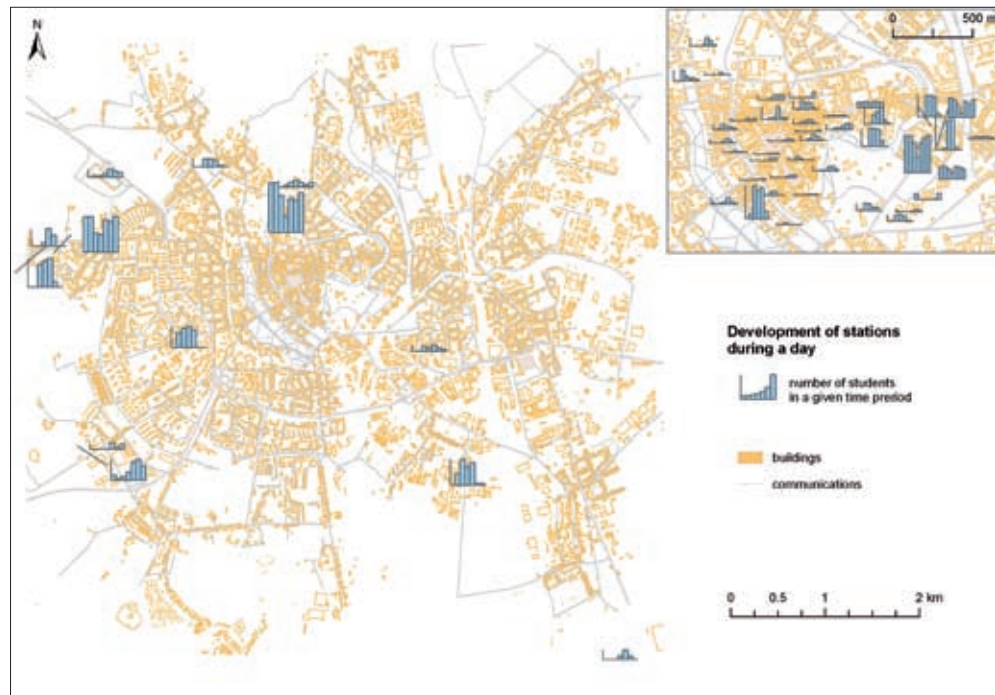 N
0 500 m
Development of stations
during a day
number of students
in a given time preriod
buildings
communications
0 0.5 1 2 km